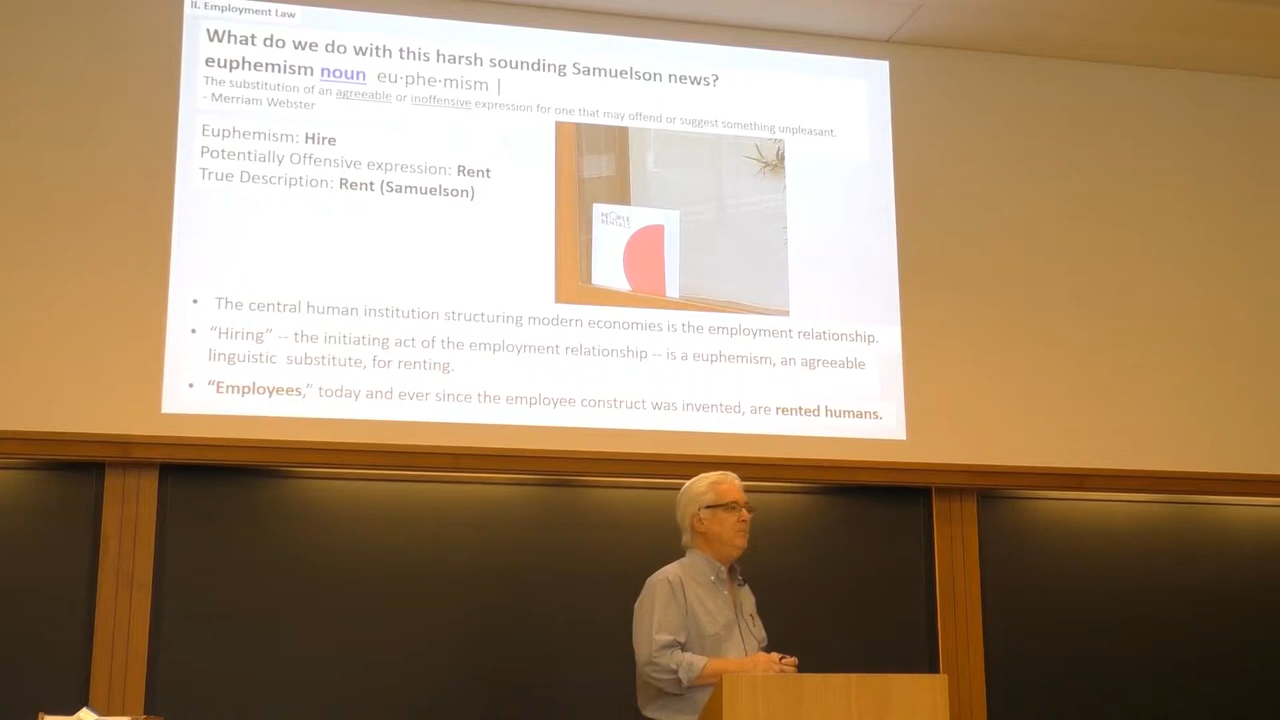 II. Employment Law
What do we do with this harsh sounding Samuelson news?
euphemism noun eu·phe·mism |
The substitution of an agreeable or inoffensive expression for one that may offend or suggest something unpleasant.
- Merriam Webster
Euphemism: Hire
Potentially Offensive expression: Rent
True Description: Rent (Samuelson)
PEOPLE
RENTALS
• The central human institution structuring modern economies is the employment relationship.
• “Hiring” -- the initiating act of the employment relationship -- is a euphemism, an agreeable
linguistic substitute, for renting.
• “Employees,” today and ever since the employee construct was invented, are rented humans.